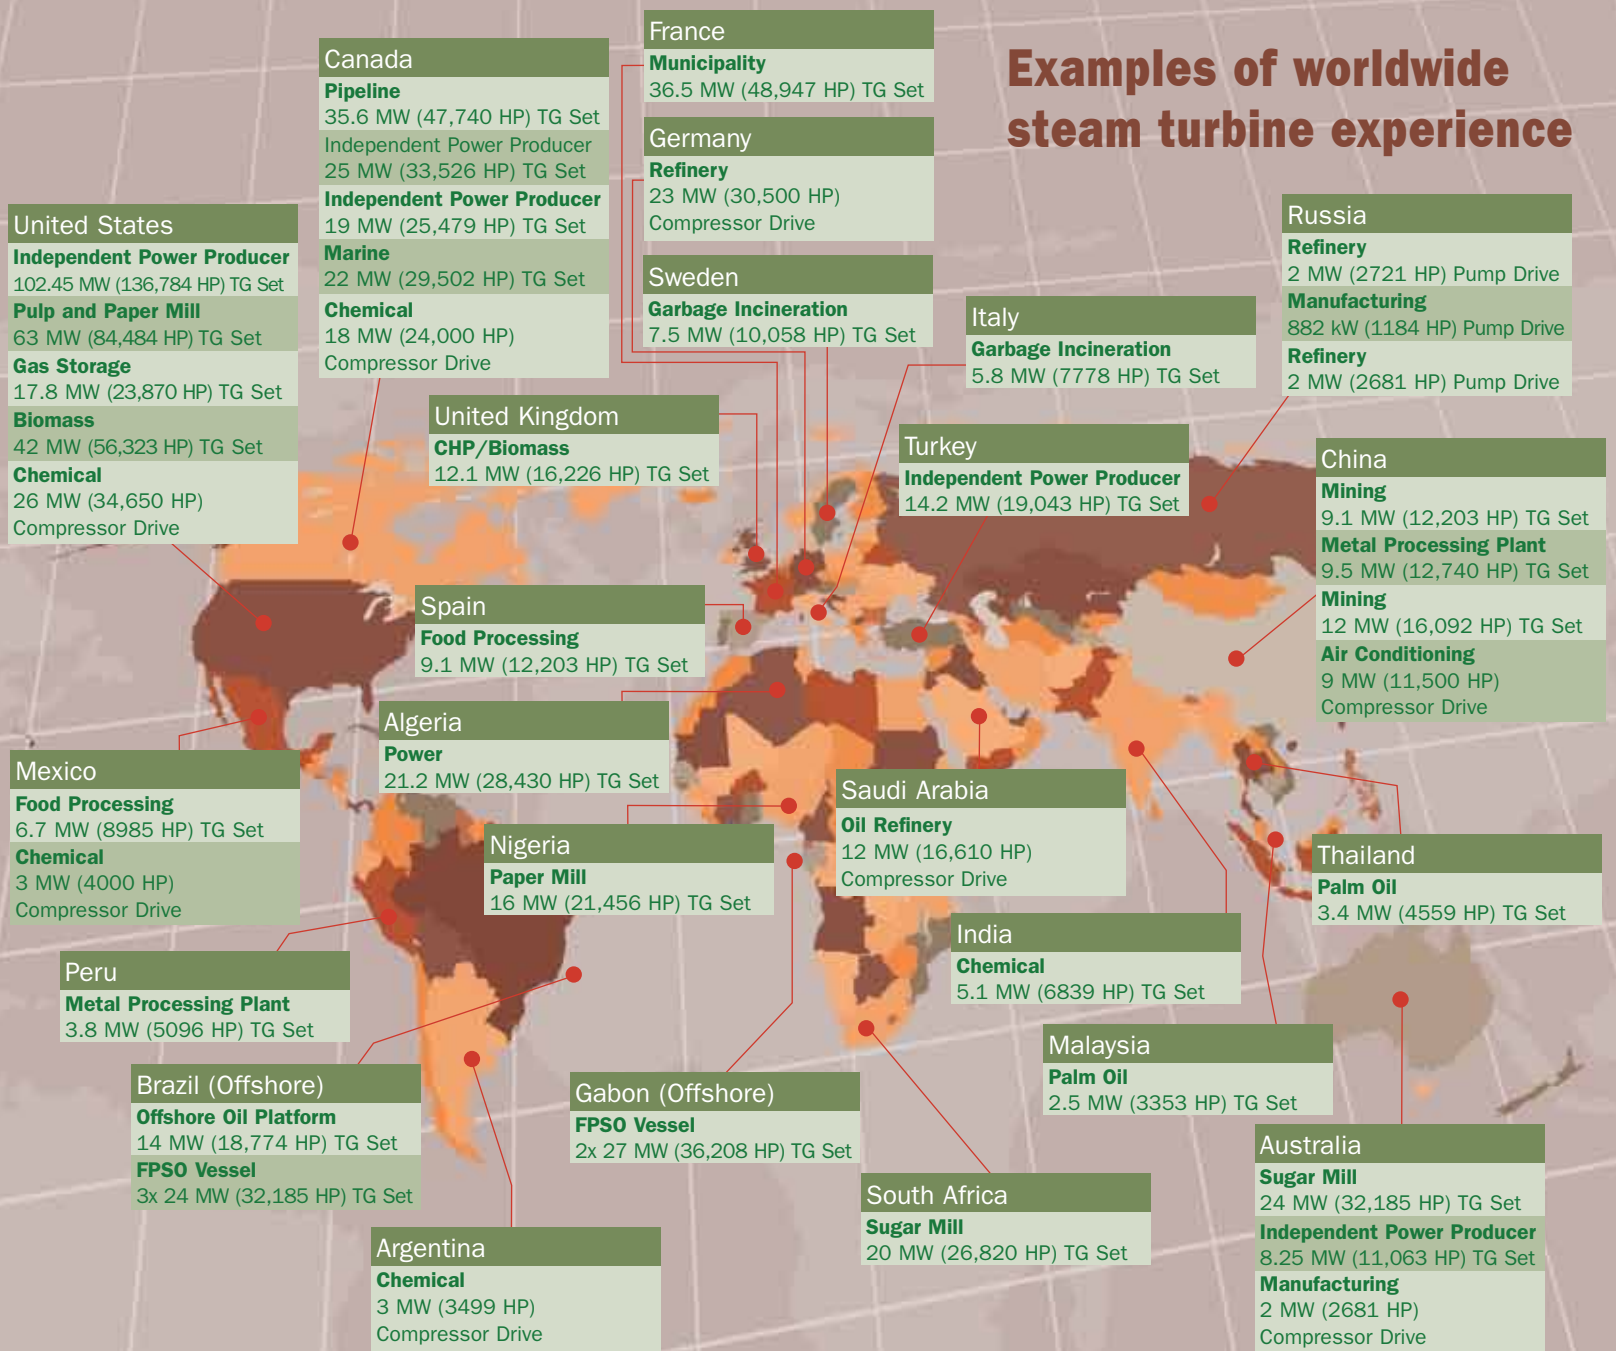 Examples of worldwide
steam turbine experience
United States
Independent Power Producer
102.45 MW (136,784 HP) TG Set
Pulp and Paper Mill
63 MW (84,484 HP) TG Set
Gas Storage
17.8 MW (23,870 HP) TG Set
Biomass
42 MW (56,323 HP) TG Set
Chemical
26 MW (34,650 HP)
Compressor Drive
Canada
Pipeline
35.6 MW (47,740 HP) TG Set
Independent Power Producer
25 MW (33,526 HP) TG Set
Independent Power Producer
19 MW (25,479 HP) TG Set
Marine
22 MW (29,502 HP) TG Set
Chemical
18 MW (24,000 HP)
Compressor Drive
France
Municipality
36.5 MW (48,947 HP) TG Set
Germany
Refinery
23 MW (30,500 HP)
Compressor Drive
Sweden
Garbage Incineration
7.5 MW (10,058 HP) TG Set
Italy
Garbage Incineration
5.8 MW (7778 HP) TG Set
Russia
Refinery
2 MW (2721 HP) Pump Drive
Manufacturing
882 kW (1184 HP) Pump Drive
Refinery
2 MW (2681 HP) Pump Drive
United Kingdom
CHP/Biomass
12.1 MW (16,226 HP) TG Set
Turkey
Independent Power Producer
14.2 MW (19,043 HP) TG Set
China
Mining
9.1 MW (12,203 HP) TG Set
Metal Processing Plant
9.5 MW (12,740 HP) TG Set
Mining
12 MW (16,092 HP) TG Set
Air Conditioning
9 MW (11,500 HP)
Compressor Drive
Spain
Food Processing
9.1 MW (12,203 HP) TG Set
Algeria
Power
21.2 MW (28,430 HP) TG Set
Mexico
Food Processing
6.7 MW (8985 HP) TG Set
Chemical
3 MW (4000 HP)
Compressor Drive
Nigeria
Paper Mill
16 MW (21,456 HP) TG Set
Saudi Arabia
Oil Refinery
12 MW (16,610 HP)
Compressor Drive
Thailand
Palm Oil
3.4 MW (4559 HP) TG Set
India
Chemical
5.1 MW (6839 HP) TG Set
Peru
Metal Processing Plant
3.8 MW (5096 HP) TG Set
Malaysia
Palm Oil
2.5 MW (3353 HP) TG Set
Brazil (Offshore)
Offshore Oil Platform
14 MW (18,774 HP) TG Set
FPSO Vessel
3x 24 MW (32,185 HP) TG Set
Gabon (Offshore)
FPSO Vessel
2x 27 MW (36,208 HP) TG Set
South Africa
Sugar Mill
20 MW (26,820 HP) TG Set
Australia
Sugar Mill
24 MW (32,185 HP) TG Set
Independent Power Producer
8.25 MW (11,063 HP) TG Set
Manufacturing
2 MW (2681 HP)
Compressor Drive
Argentina
Chemical
3 MW (3499 HP)
Compressor Drive